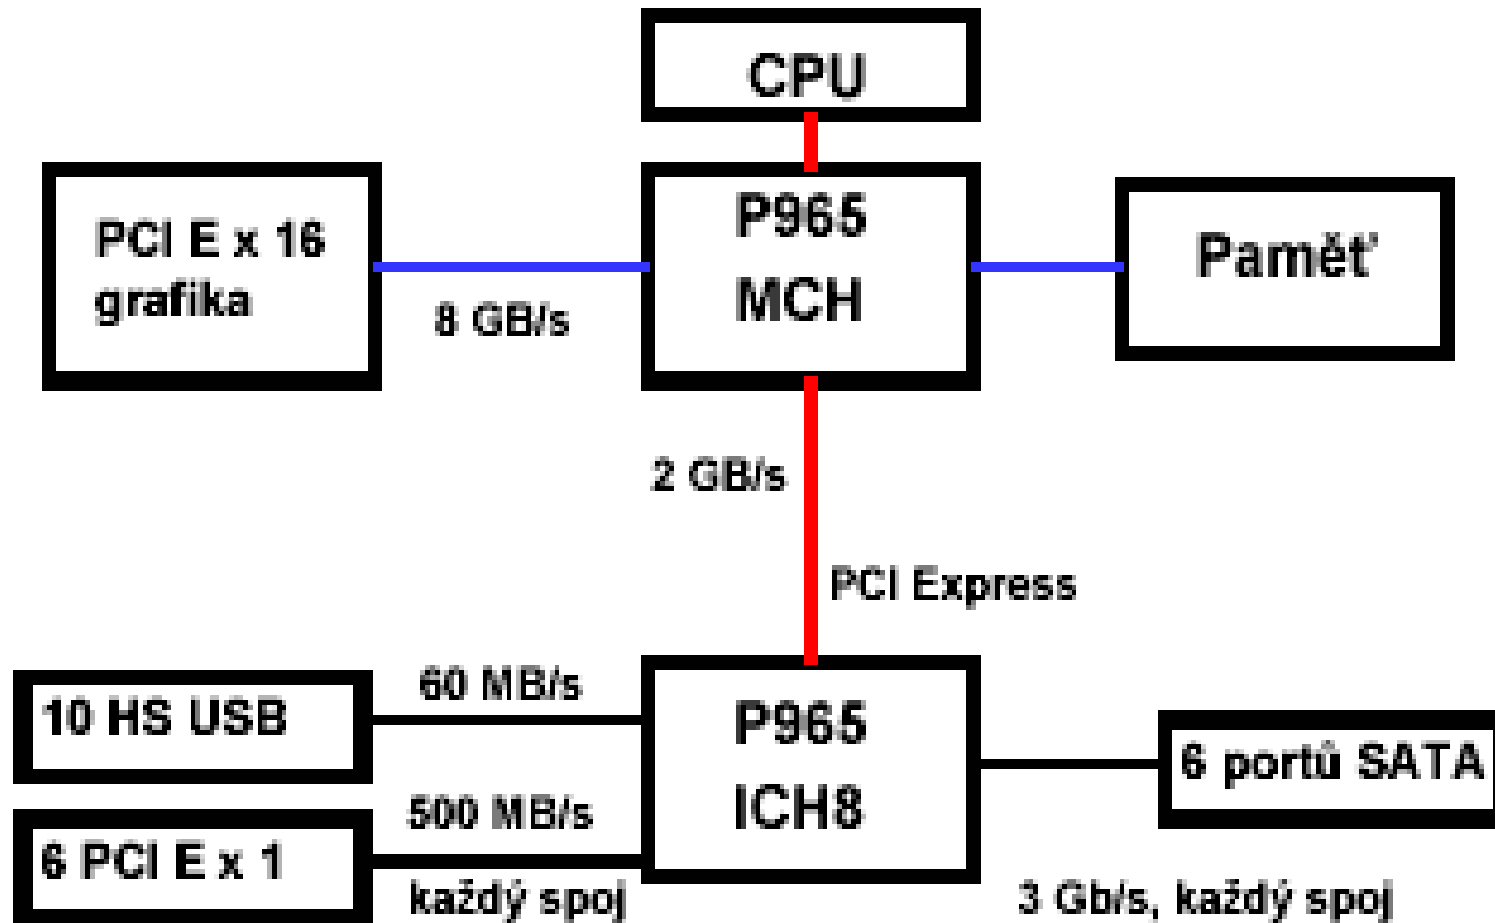 CPU
PCI E x 16
grafika
8 GB/s
P965
MCH
Paměť
2 GB/s
PCI Express
10 HS USB
60 MB/s
P965
ICH8
6 portů SATA
6 PCI E x 1
500 MB/s
každý spoj
3 Gb/s, každý spoj